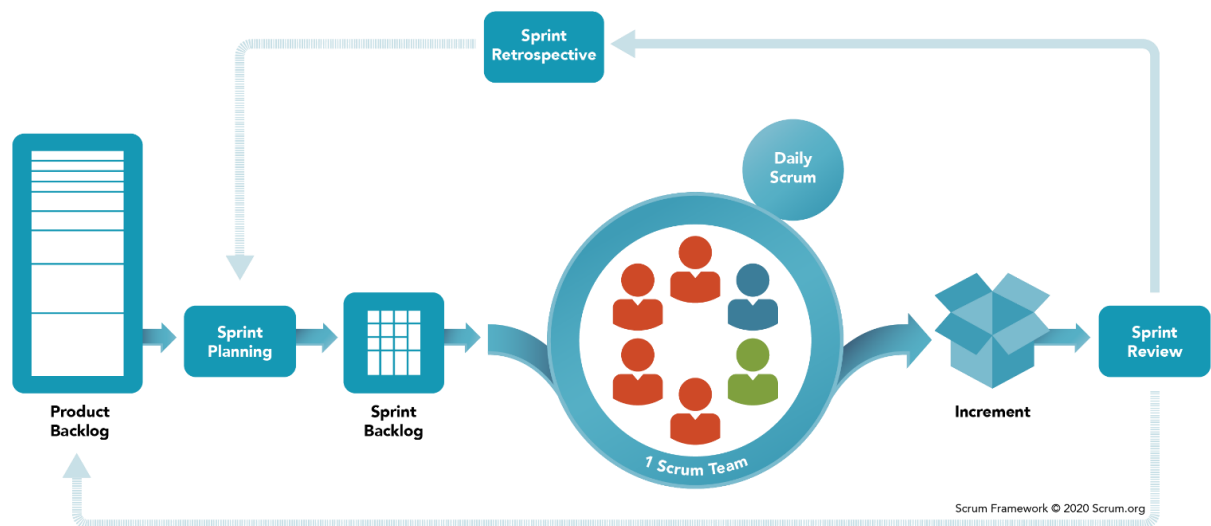 Sprint
Retrospective
Daily
Scrum
Sprint
Planning
Sprint
Review
Product
Backlog
Sprint
Backlog
Increment
1 Scrum Team
Scrum Framework © 2020 Scrum.org